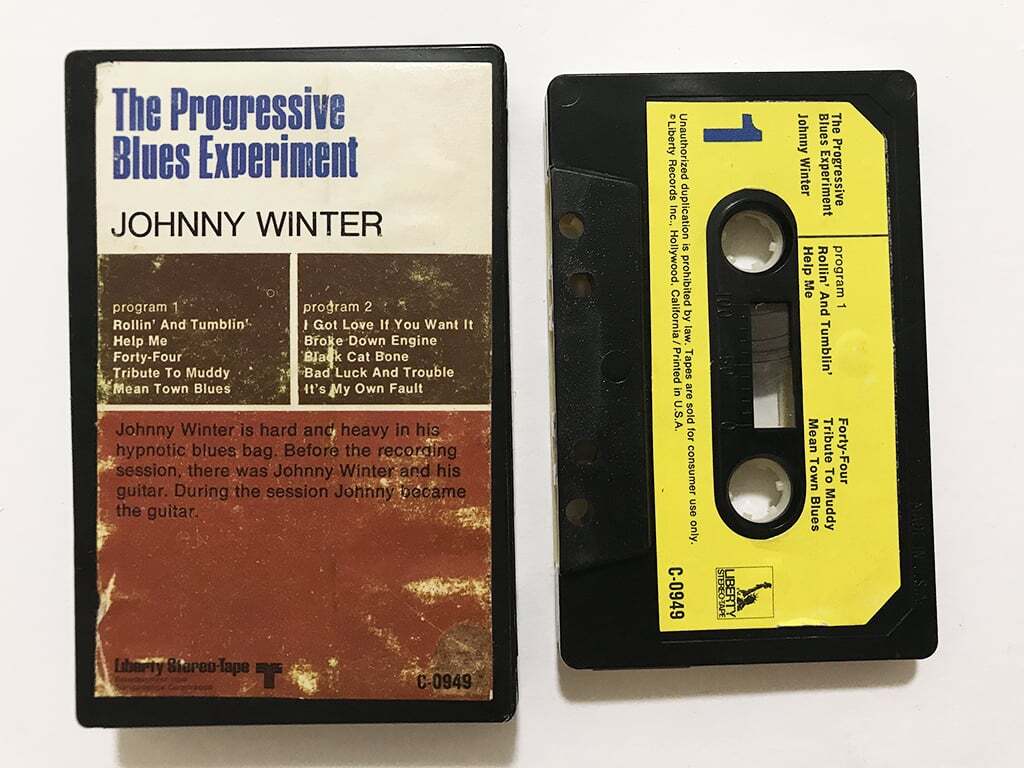 The Progressive
Blues Experiment
JOHNNY WINTER
program 1
Rollin' And Tumblin'
Help Me
Forty-Four
Tribute To Muddy
Mean Town Blues
program 2
I Got Love If You Want It
Broke Down Engine
Black Cat Bone
Bad Luck And Trouble
It's My Own Fault
Johnny Winter is hard and heavy in his
hypnotic blues bag. Before the recording
session, there was Johnny Winter and his
guitar. During the session Johnny became
the guitar.
Liberty Stereo-Tape
C-0949
1
The Progressive
Blues Experiment
Johnny Winter
program 1
Rollin' And Tumblin'
Help Me
Forty-Four
Tribute To Muddy
Mean Town Blues
Unauthorized duplication is prohibited by law. Tapes are sold for consumer use only.
©Liberty Records Inc., Hollywood, California / Printed in U.S.A.
LIBERTY
STEREO-TAPE
C-0949